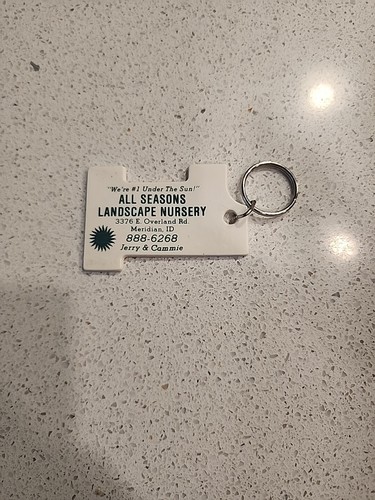 "We're #1 Under The Sun!"
ALL SEASONS
LANDSCAPE NURSERY
3376 E. Overland Rd.
Meridian, ID
888-6268
Jerry & Cammie